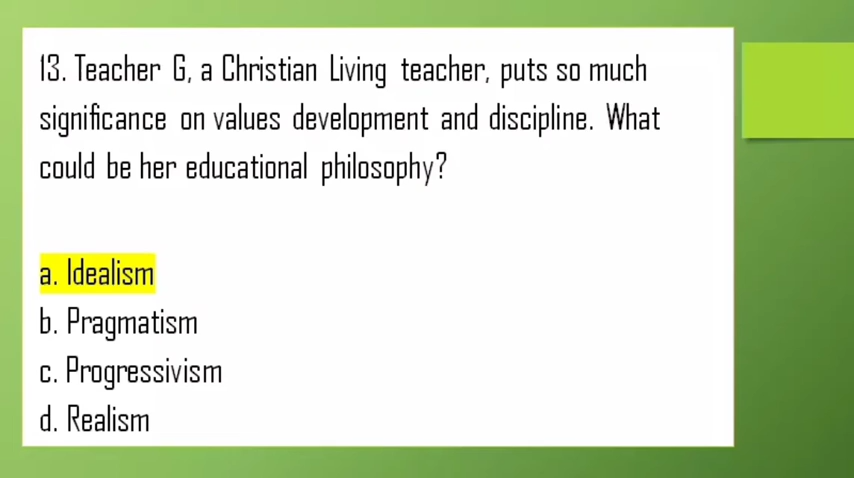 13. Teacher G, a Christian Living teacher, puts so much
significance on values development and discipline. What
could be her educational philosophy?
a. Idealism
b. Pragmatism
c. Progressivism
d. Realism